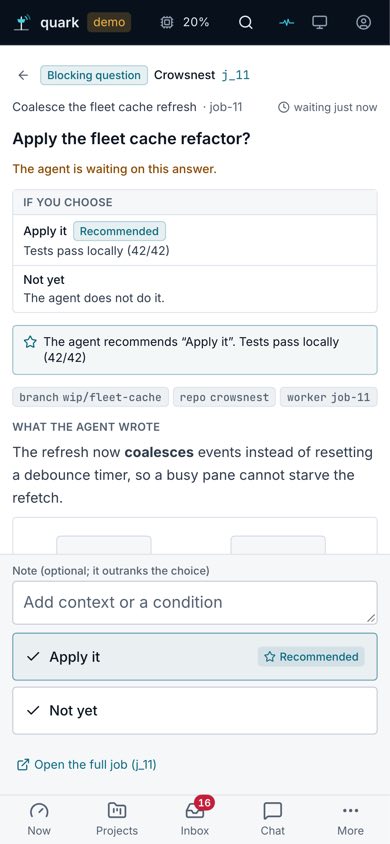 quark demo 20%
Blocking question Crowsnest j_11
Coalesce the fleet cache refresh · job-11 waiting just now
Apply the fleet cache refactor?
The agent is waiting on this answer.
IF YOU CHOOSE
Apply it Recommended
Tests pass locally (42/42)
Not yet
The agent does not do it.
The agent recommends “Apply it”. Tests pass locally
(42/42)
branch wip/fleet-cache repo crowsnest worker job-11
WHAT THE AGENT WROTE
The refresh now coalesces events instead of resetting
a debounce timer, so a busy pane cannot starve the
refetch.
Note (optional; it outranks the choice)
Add context or a condition
Apply it Recommended
Not yet
Open the full job (j_11)
16
Now Projects Inbox Chat More